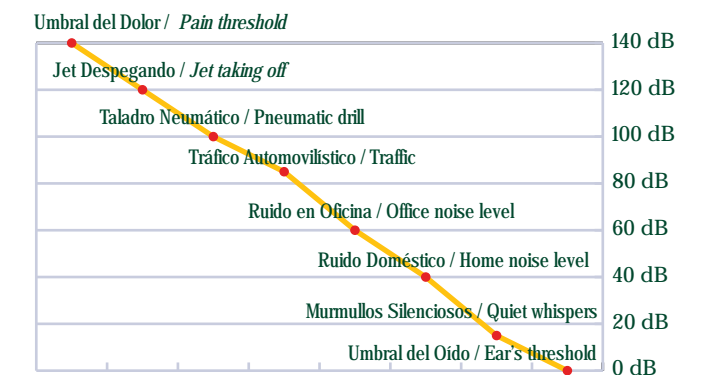 Umbral del Dolor / Pain threshold
140 dB
Jet Despegando / Jet taking off
120 dB
Taladro Neumático / Pneumatic drill
100 dB
Tráfico Automovilístico / Traffic
80 dB
Ruido en Oficina / Office noise level
60 dB
Ruido Doméstico / Home noise level
40 dB
Murmullos Silenciosos / Quiet whispers
20 dB
Umbral del Oído / Ear's threshold
0 dB